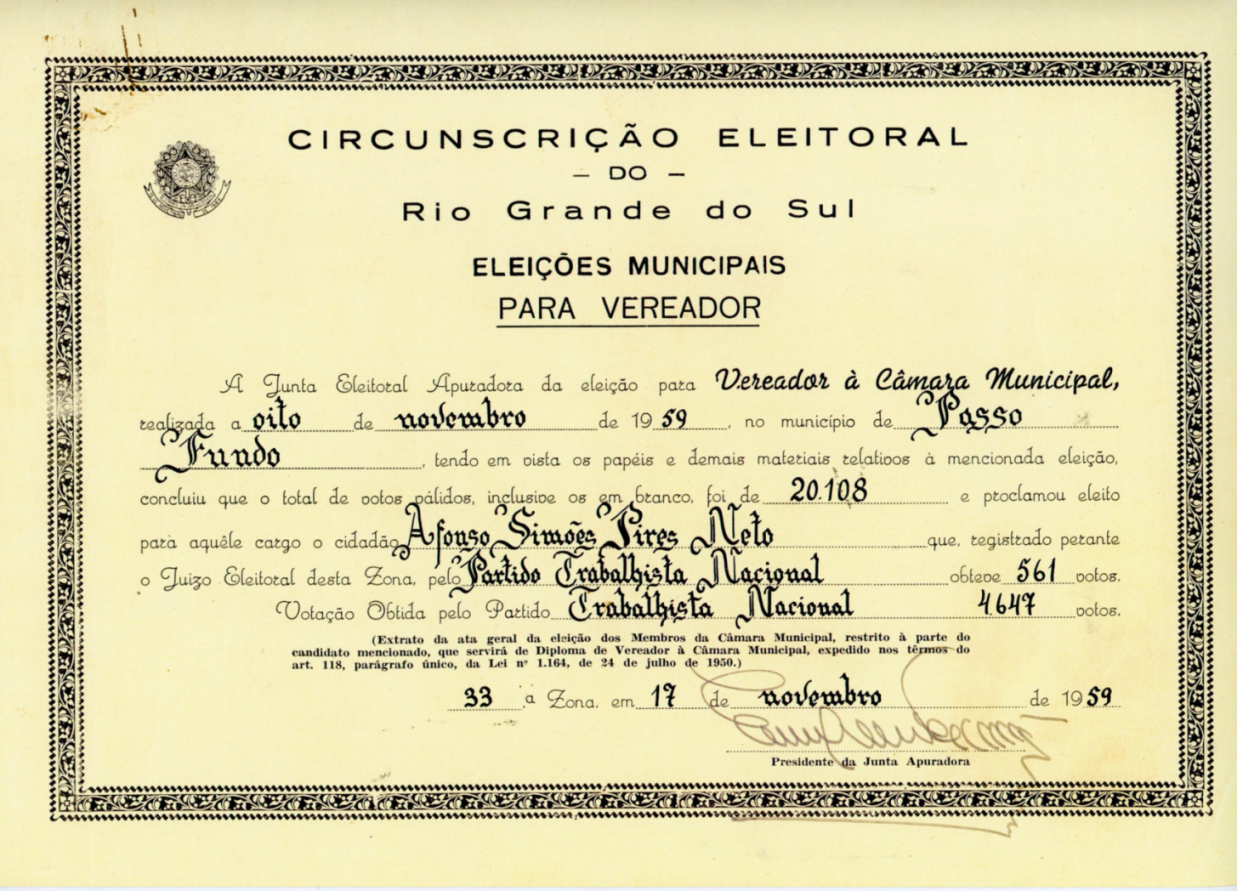 CIRCUNSCRIÇÃO ELEITORAL
— DO —
Rio Grande do Sul
ELEIÇÕES MUNICIPAIS
PARA VEREADOR
A Junta Eleitoral Apuradora da eleição para Vereador à Câmara Municipal,
realizada a oito de novembro de 1959, no município de Passo
Fundo, tendo em vista os papéis e demais materiais relativos à mencionada eleição,
concluiu que o total de votos válidos, inclusive os em branco, foi de 20.108 e proclamou eleito
para aquêle cargo o cidadão Afonso Simões Pires Neto que, registrado perante
o Juizo Eleitoral desta Zona, pelo Partido Trabalhista Nacional obteve 561 votos.
Votação Obtida pelo Partido Trabalhista Nacional 4.647 votos.
(Extrato da ata geral da eleição dos Membros da Câmara Municipal, restrito à parte do
candidato mencionado, que servirá de Diploma de Vereador à Câmara Municipal, expedido nos têrmos do
art. 118, parágrafo único, da Lei nº 1.164, de 24 de julho de 1950.)
33 ª Zona, em 17 de novembro de 1959
Presidente da Junta Apuradora